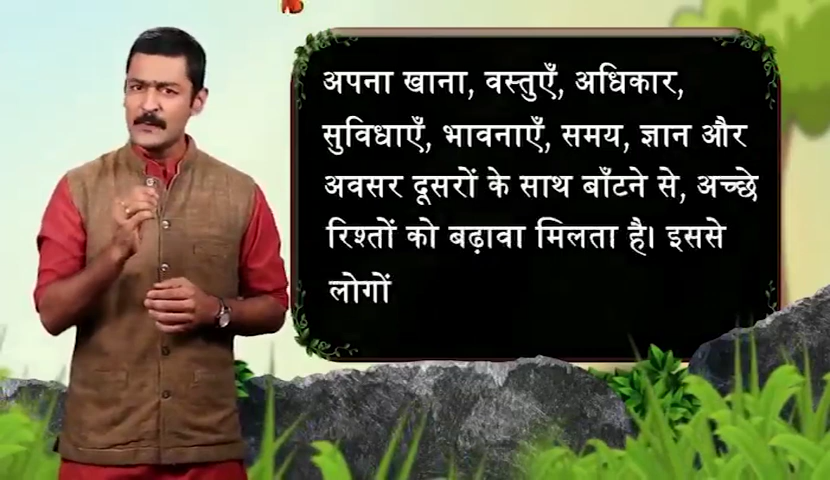 अपना खाना, वस्तुएँ, अधिकार,
सुविधाएँ, भावनाएँ, समय, ज्ञान और
अवसर दूसरों के साथ बाँटने से, अच्छे
रिश्तों को बढ़ावा मिलता है। इससे
लोगों